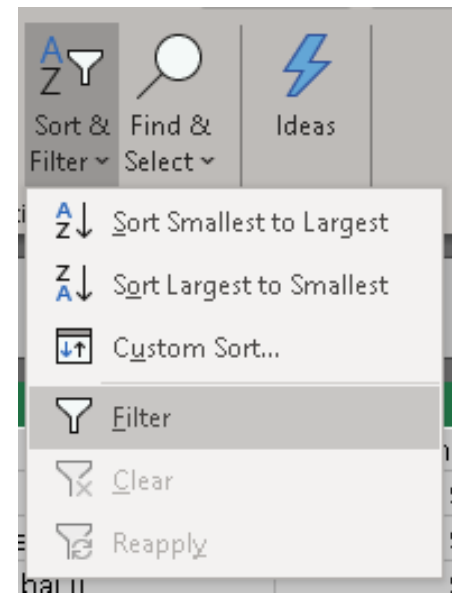 Sort & Find & Ideas
Filter Select
Sort Smallest to Largest
Sort Largest to Smallest
Custom Sort...
Filter
Clear
Reapply